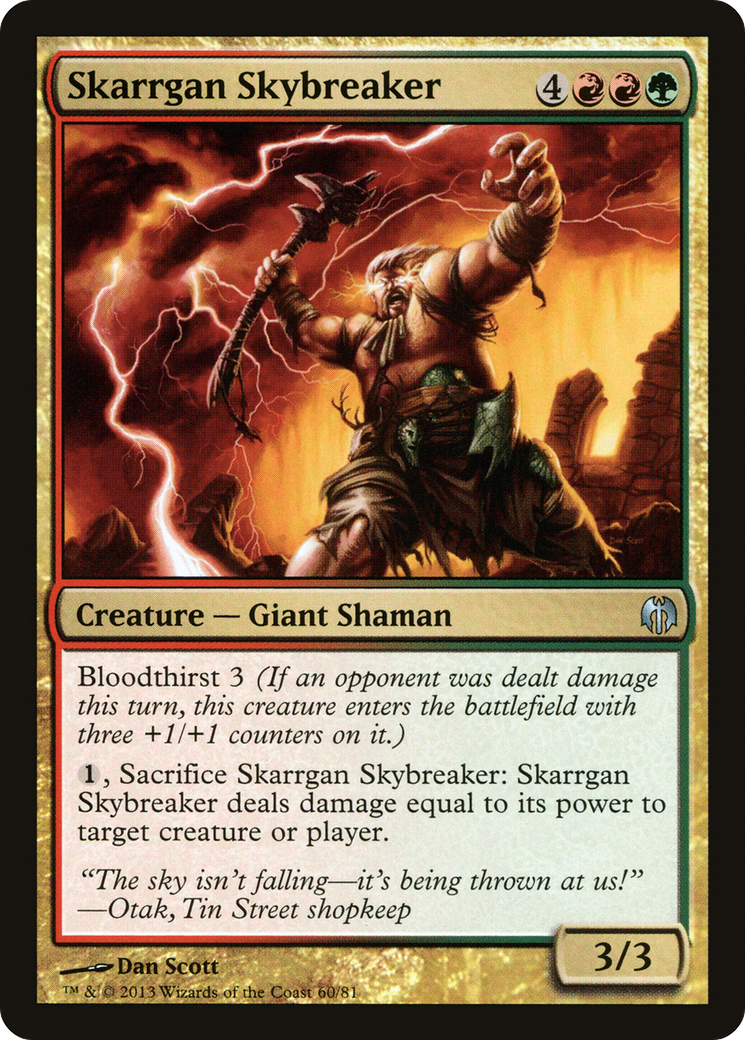 Skarrgan Skybreaker 4
Dan Scott
Creature — Giant Shaman
Bloodthirst 3 (If an opponent was dealt damage
this turn, this creature enters the battlefield with
three +1/+1 counters on it.)
1, Sacrifice Skarrgan Skybreaker: Skarrgan
Skybreaker deals damage equal to its power to
target creature or player.
“The sky isn’t falling—it’s being thrown at us!”
—Otak, Tin Street shopkeep
3/3
Dan Scott
™ & © 2013 Wizards of the Coast 60/81